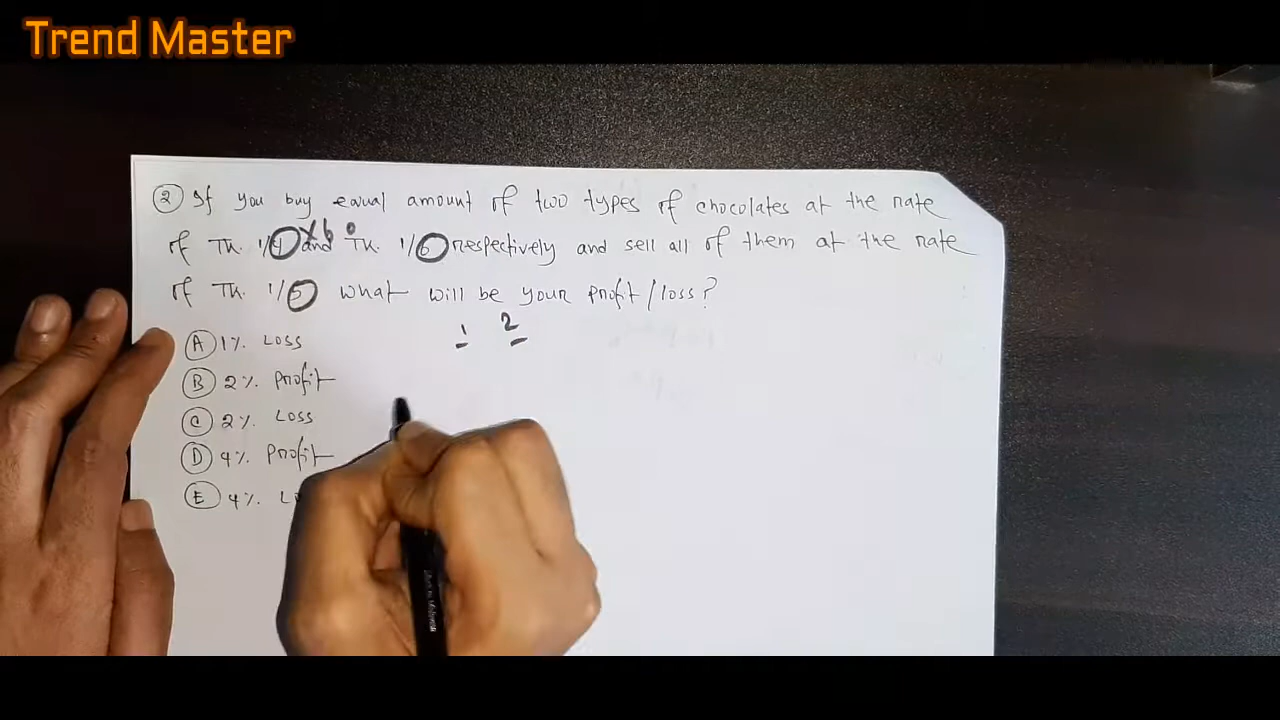 Trend Master
② If you buy equal amount of two types of chocolates at the rate
of Tk. 1/4 and Tk. 1/6 respectively and sell all of them at the rate
of Tk. 1/5 What will be your profit/loss?
1 2
Ⓐ 1% Loss
Ⓑ 2% Profit
Ⓒ 2% Loss
Ⓓ 4% Profit
Ⓔ 4%